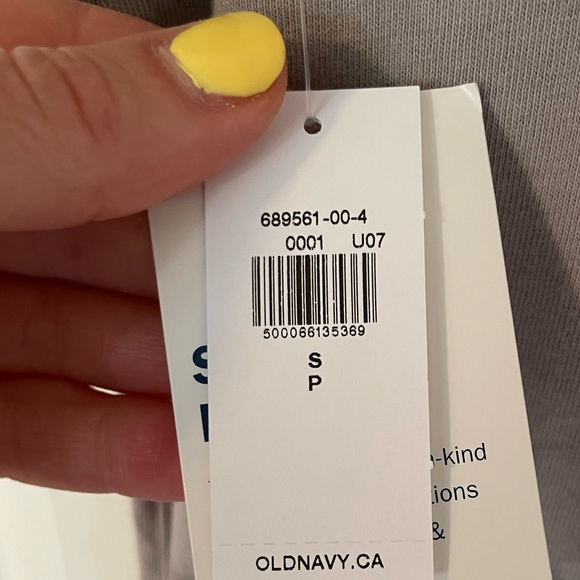 689561-00-4
0001 U07
500066135369
S
P
-kind
ions
&
OLDNAVY.CA